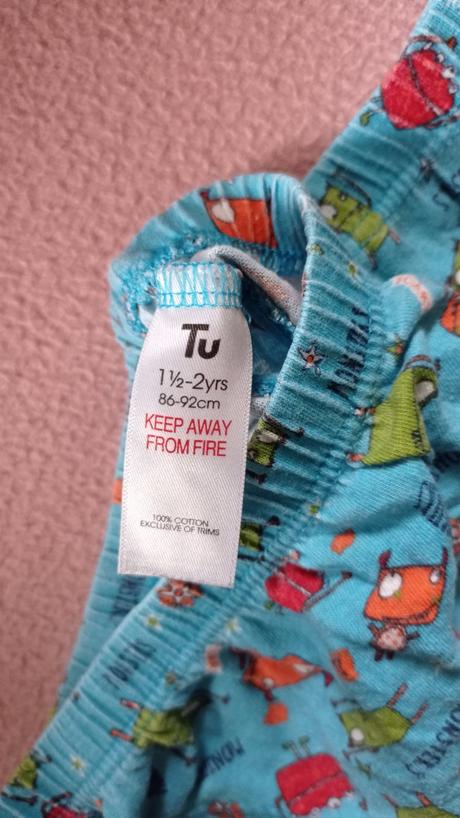 Tu
1½-2yrs
86-92cm
KEEP AWAY
FROM FIRE
100% COTTON
EXCLUSIVE OF TRIMS